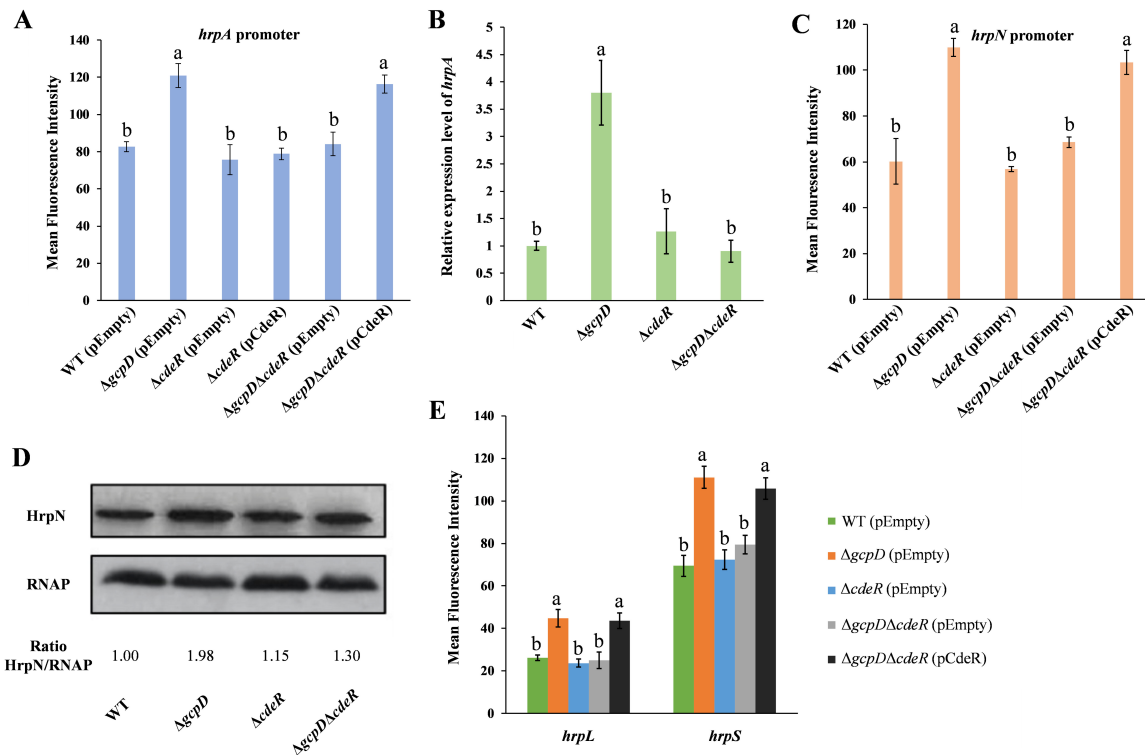 A
hrpA promoter
Mean Fluorescence Intensity
140
120
100
80
60
40
20
0
b
a
b
b
b
a
WT (pEmpty)
ΔgcpD (pEmpty)
ΔcdeR (pEmpty)
ΔcdeR (pCdeR)
ΔgcpDΔcdeR (pEmpty)
ΔgcpDΔcdeR (pCdeR)
B
Relative expression level of hrpA
5
4.5
4
3.5
3
2.5
2
1.5
1
0.5
0
b
a
b
b
WT
ΔgcpD
ΔcdeR
ΔgcpDΔcdeR
C
hrpN promoter
Mean Flouresence Intensity
120
100
80
60
40
20
0
b
a
b
b
a
WT (pEmpty)
ΔgcpD (pEmpty)
ΔcdeR (pEmpty)
ΔgcpDΔcdeR (pEmpty)
ΔgcpDΔcdeR (pCdeR)
D
HrpN
RNAP
Ratio
HrpN/RNAP
1.00 1.98 1.15 1.30
WT
ΔgcpD
ΔcdeR
ΔgcpDΔcdeR
E
Mean Fluorescence Intensity
140
120
100
80
60
40
20
0
b
a
b
b
a
b
a
b
b
a
hrpL
hrpS
WT (pEmpty)
ΔgcpD (pEmpty)
ΔcdeR (pEmpty)
ΔgcpDΔcdeR (pEmpty)
ΔgcpDΔcdeR (pCdeR)